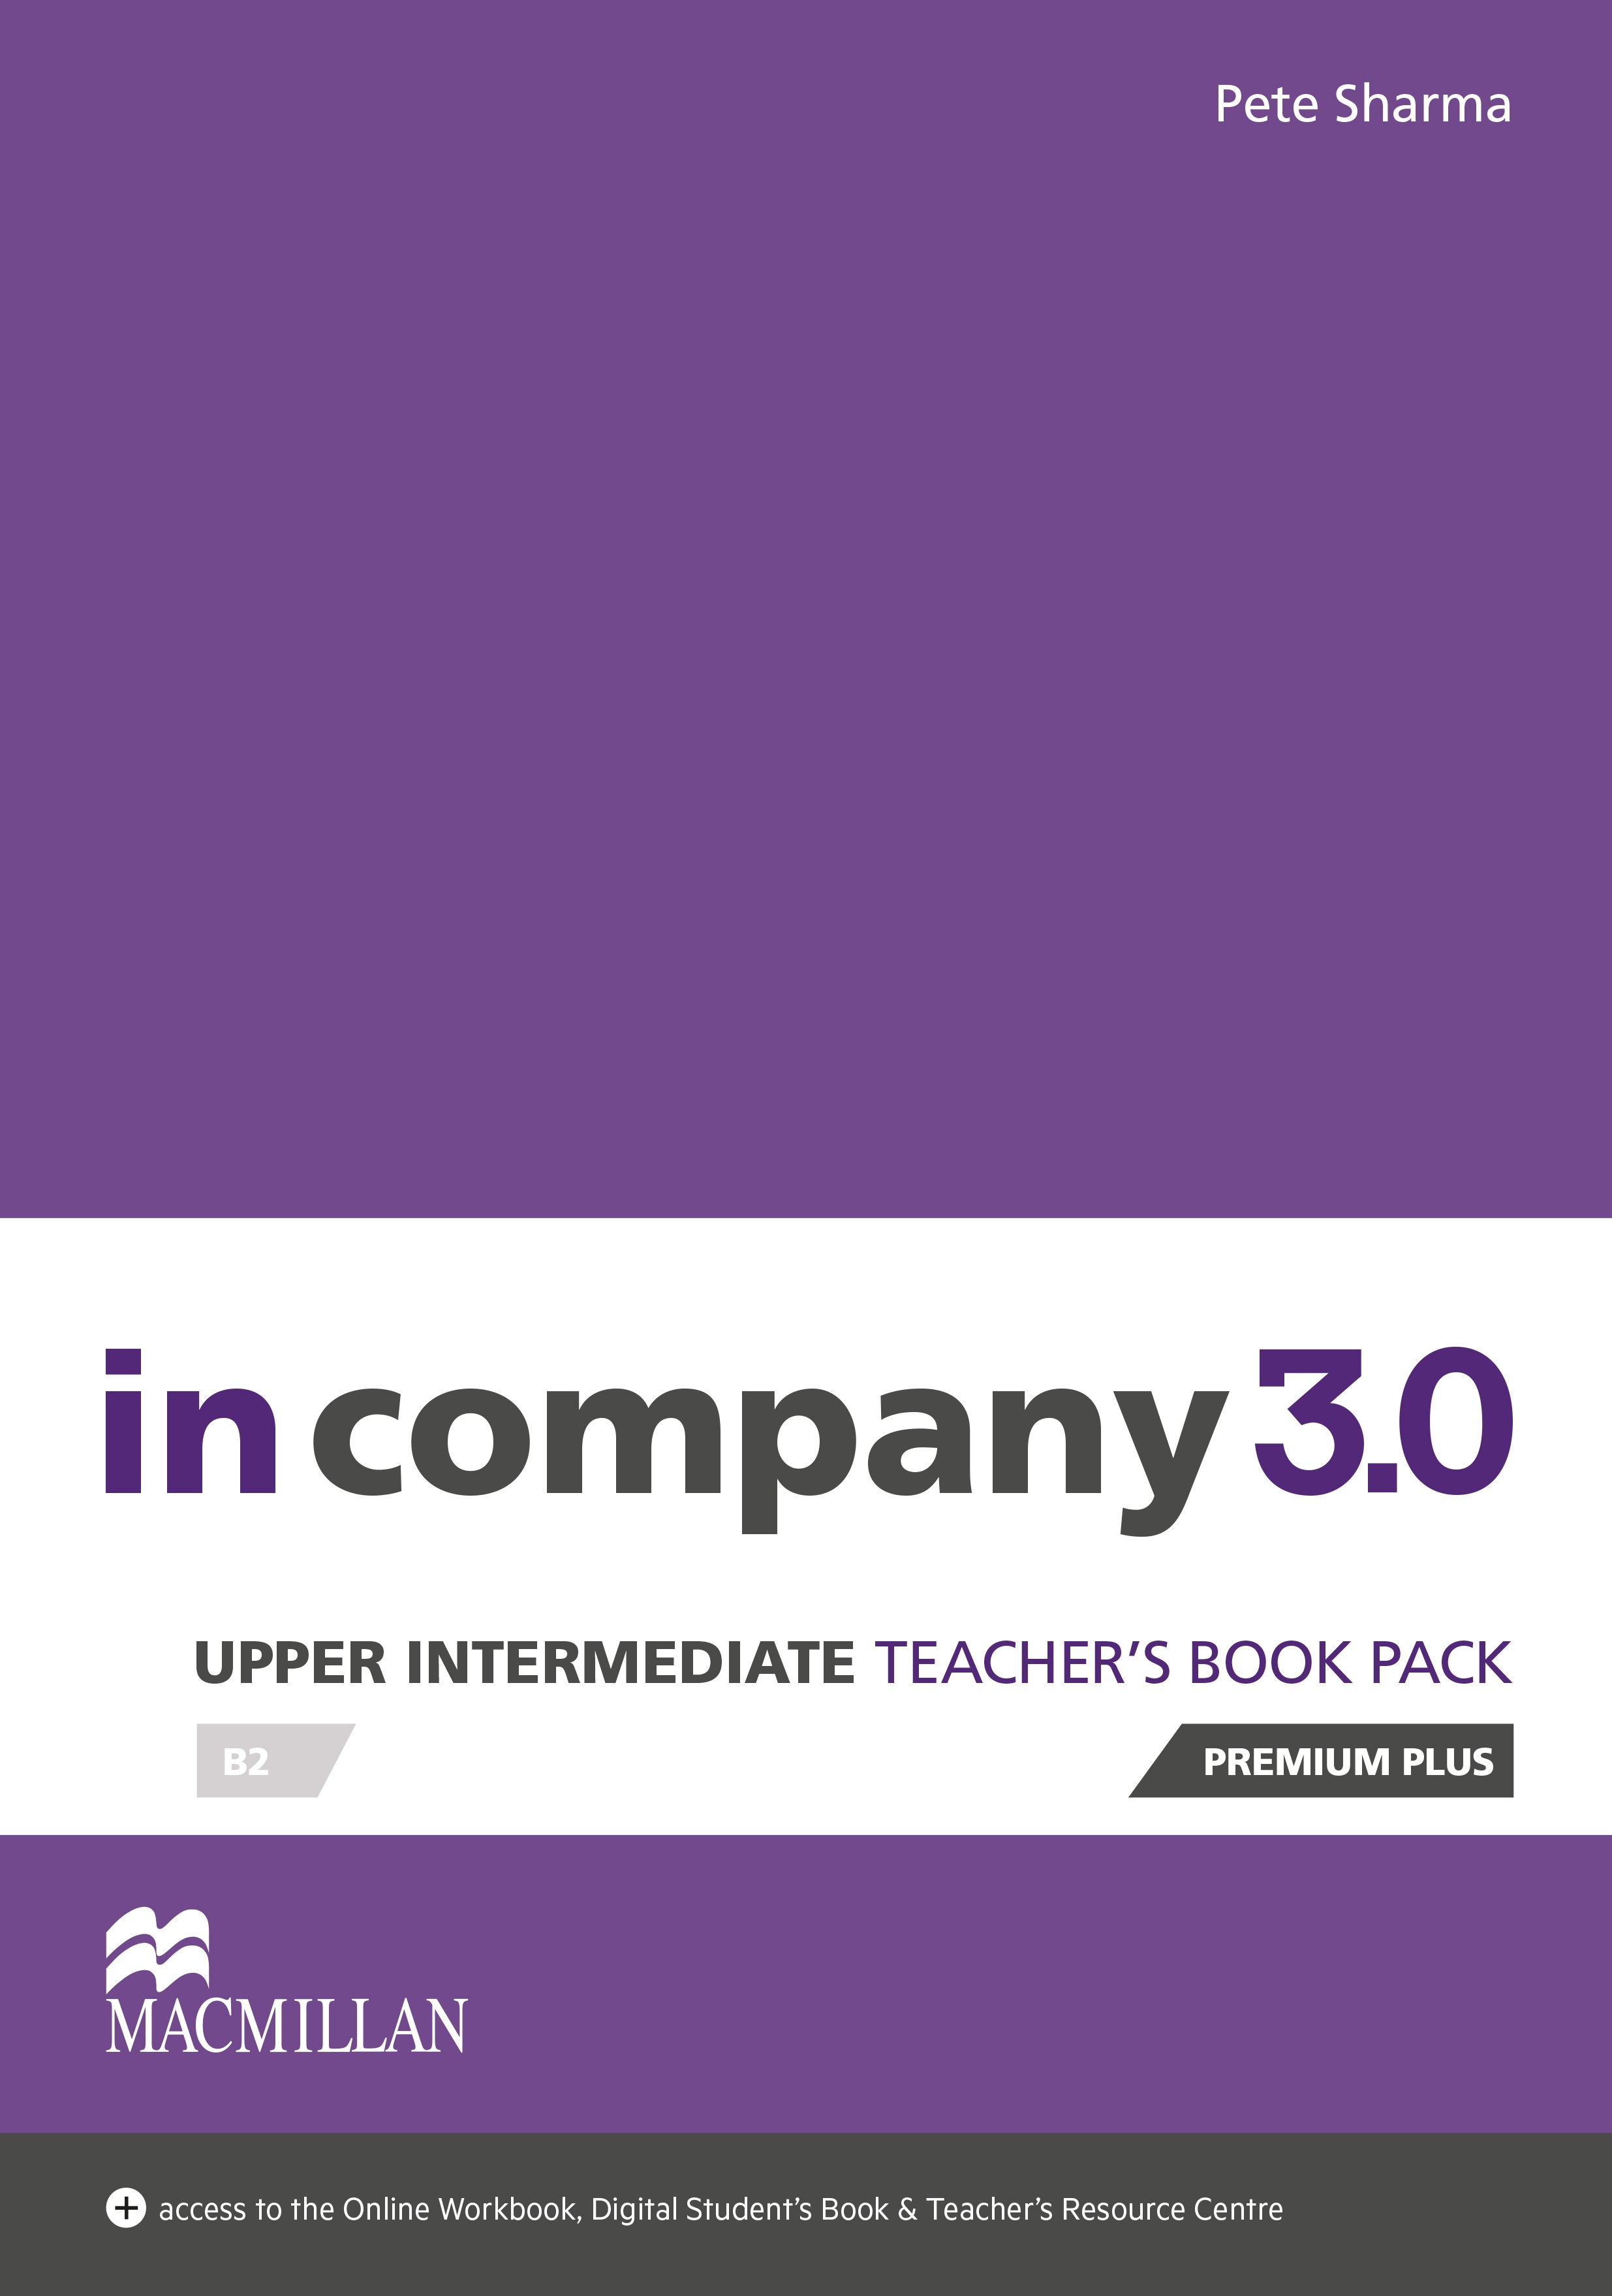 Pete Sharma
in company 3.0
UPPER INTERMEDIATE TEACHER’S BOOK PACK
B2
PREMIUM PLUS
MACMILLAN
+ access to the Online Workbook, Digital Student’s Book & Teacher’s Resource Centre